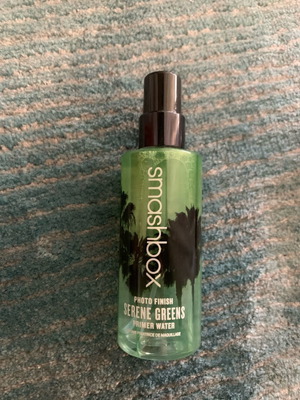 smashbox
PHOTO FINISH
SERENE GREENS
PRIMER WATER